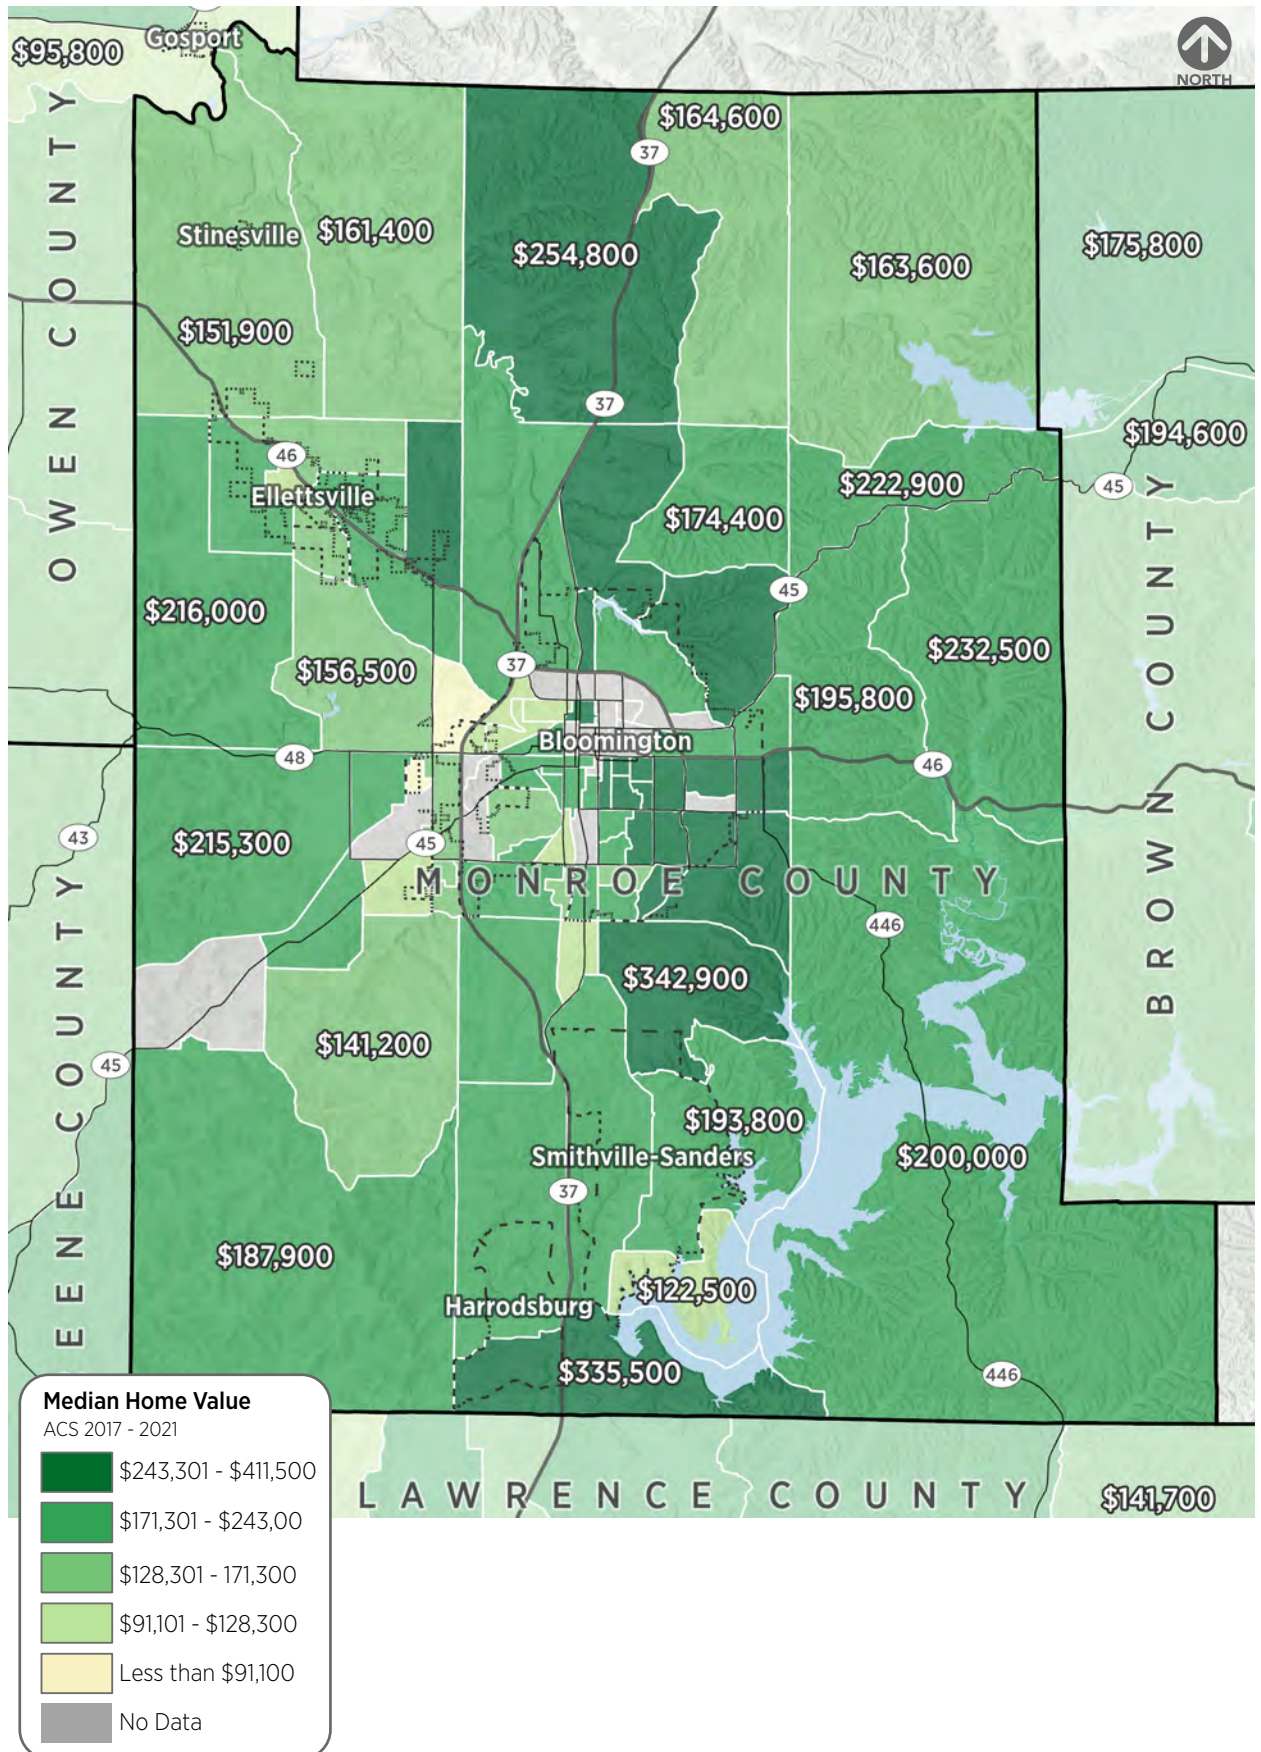 Gosport
$95,800
NORTH
$164,600
37
OWEN COUNTY
Stinesville
$161,400
$254,800
$163,600
$175,800
$151,900
37
$194,600
46
Ellettsville
$222,900
45
$174,400
45
$216,000
$232,500
$156,500
37
$195,800
Bloomington
48
46
BROWN COUNTY
43
$215,300
45
MONROE COUNTY
446
$342,900
$141,200
45
$193,800
Smithville-Sanders
$200,000
37
EENE COUNTY
$187,900
$122,500
Harrodsburg
$335,500
446
LAWRENCE COUNTY
$141,700
Median Home Value
ACS 2017 - 2021
$243,301 - $411,500
$171,301 - $243,00
$128,301 - 171,300
$91,101 - $128,300
Less than $91,100
No Data